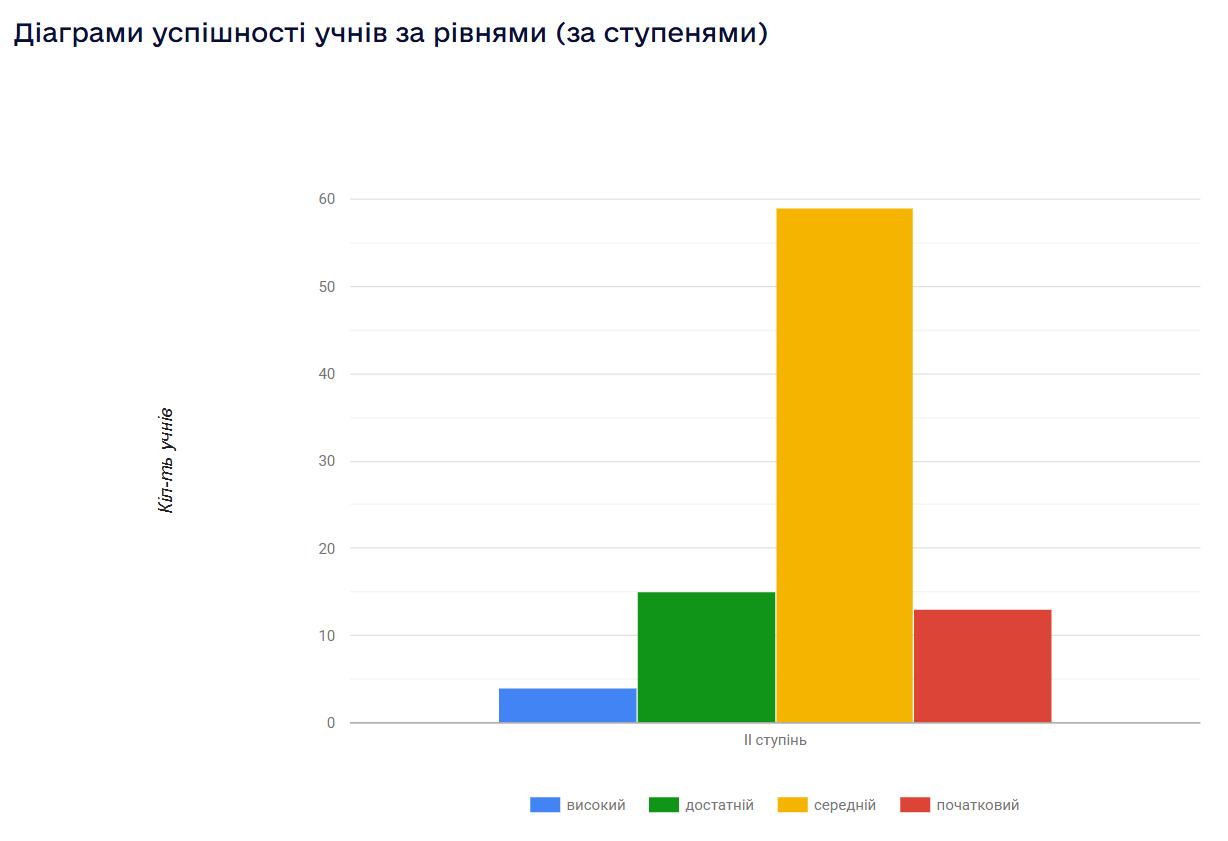 Діаграми успішності учнів за рівнями (за ступенями)
60
50
40
30
20
10
0
Кіл-ть учнів
II ступінь
високий достатній середній початковий